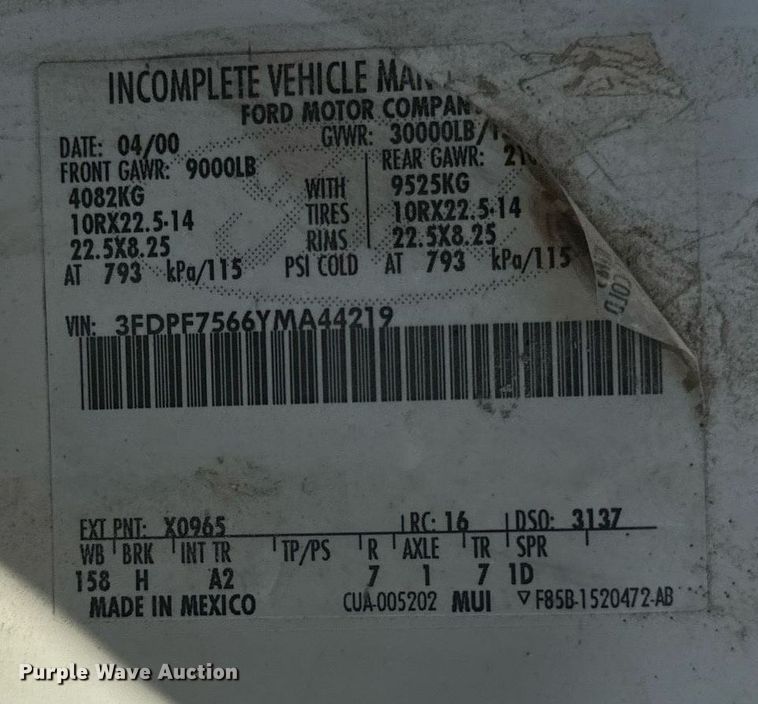 INCOMPLETE VEHICLE
FORD MOTOR COMPAN
DATE: 04/00 GVWR: 30000LB/1
FRONT GAWR: 9000LB REAR GAWR: 21
4082KG WITH 9525KG
10RX22.5-14 TIRES 10RX22.5-14
22.5X8.25 RIMS 22.5X8.25
AT 793 kPa/115 PSI COLD AT 793 kPa/115
COLD
VIN: 3FDPF7566YMA44219
EXT PNT: X0965 RC: 16 DSO: 3137
WB BRK INT TR TP/PS R AXLE TR SPR
158 H A2 7 1 7 1D
MADE IN MEXICO CUA-005202 MUI ▽ F85B-1520472-AB
Purple Wave Auction